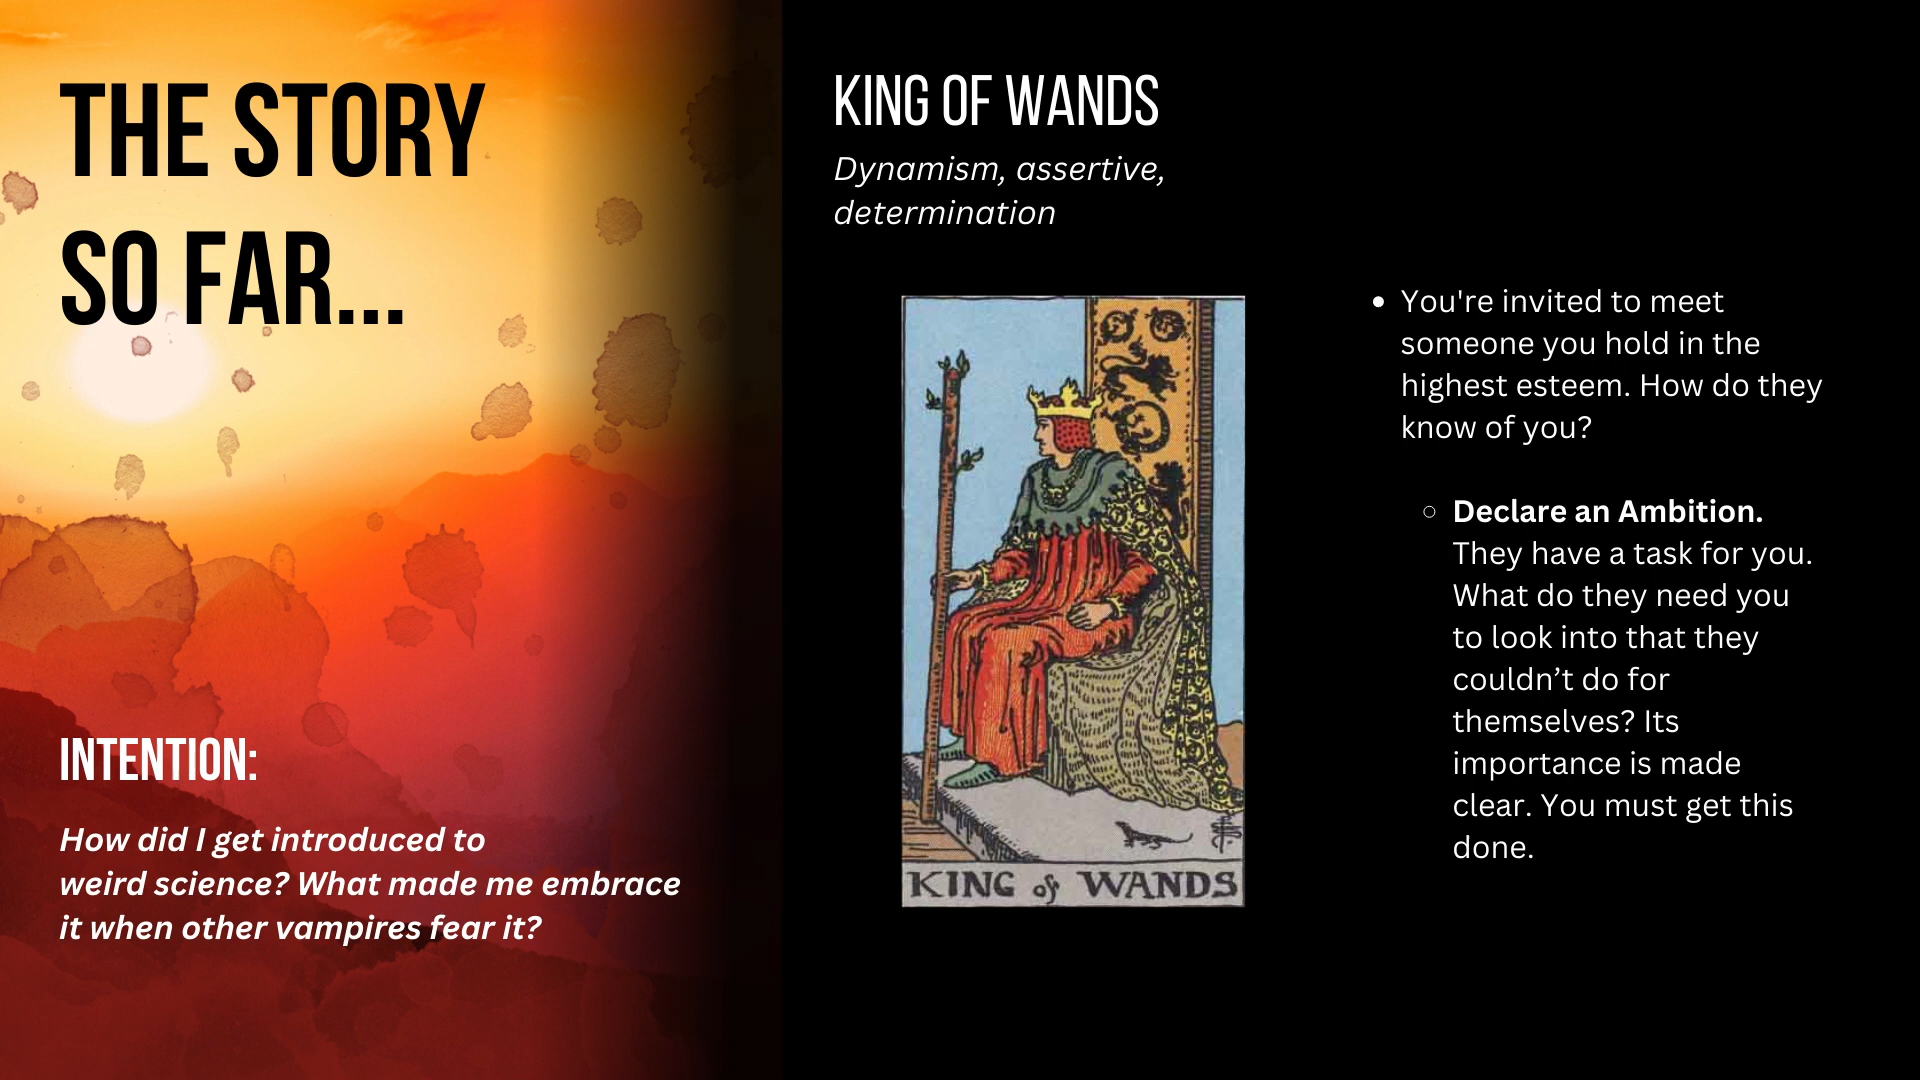 THE STORY
SO FAR...
INTENTION:
How did I get introduced to
weird science? What made me embrace
it when other vampires fear it?
KING OF WANDS
Dynamism, assertive,
determination
KING of WANDS
• You're invited to meet
someone you hold in the
highest esteem. How do they
know of you?
○ Declare an Ambition.
They have a task for you.
What do they need you
to look into that they
couldn’t do for
themselves? Its
importance is made
clear. You must get this
done.